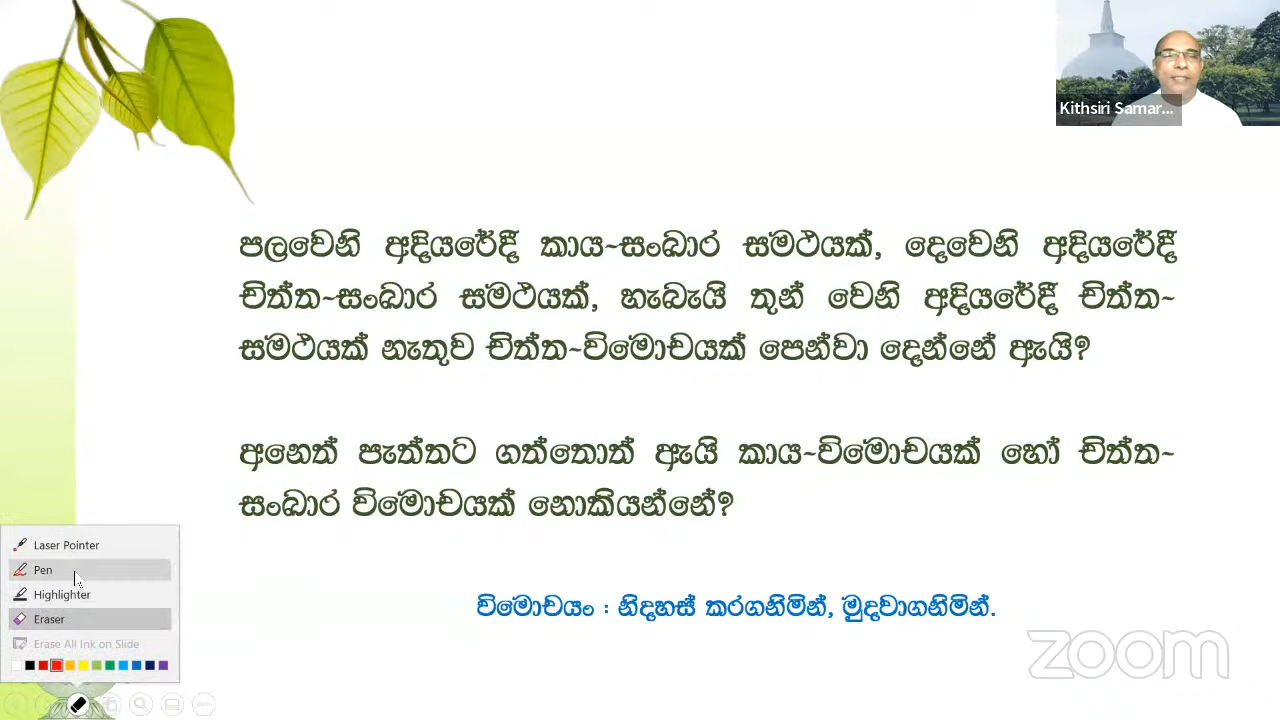 Kithsiri Samar...
පලවෙනි අදියරේදී කාය~සංඛාර සමථයක්, දෙවෙනි අදියරේදී
චිත්ත~සංඛාර සමථයක්, හැබැයි තුන් වෙනි අදියරේදී චිත්ත~
සමථයක් නැතුව චිත්ත~විමොචයක් පෙන්වා දෙන්නේ ඇයි?
අනෙත් පැත්තට ගත්තොත් ඇයි කාය~විමොචයක් හෝ චිත්ත~
සංඛාර විමොචයක් නොකියන්නේ?
විමොචයං : නිදහස් කරගනිමින්, මුදවාගනිමින්.
Laser Pointer
Pen
Highlighter
Eraser
Erase All Ink on Slide
zoom